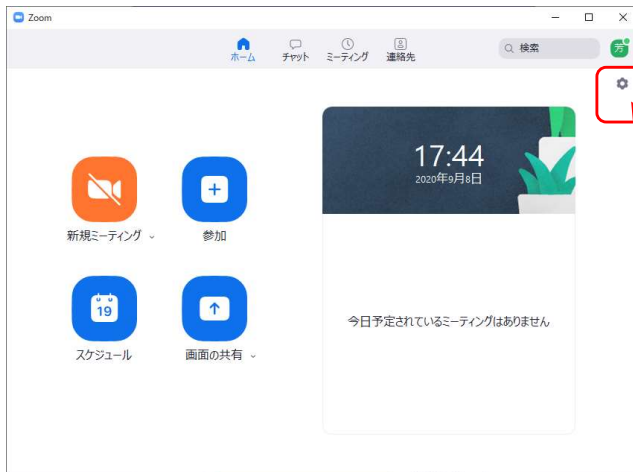 Zoom
ホーム
チャット
ミーティング
連絡先
検索
芳
17:44
2020年9月8日
新規ミーティング
参加
19
スケジュール
画面の共有
今日予定されているミーティングはありません